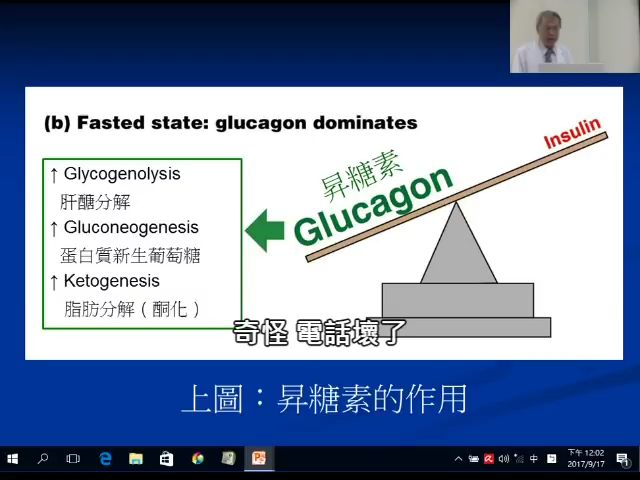 (b) Fasted state: glucagon dominates
Insulin
昇糖素
Glucagon
↑ Glycogenolysis
肝醣分解
↑ Gluconeogenesis
蛋白質新生葡萄糖
↑ Ketogenesis
脂肪分解（酮化）
奇怪 電話壞了
上圖：昇糖素的作用
中
下午 12:02
2017/9/17